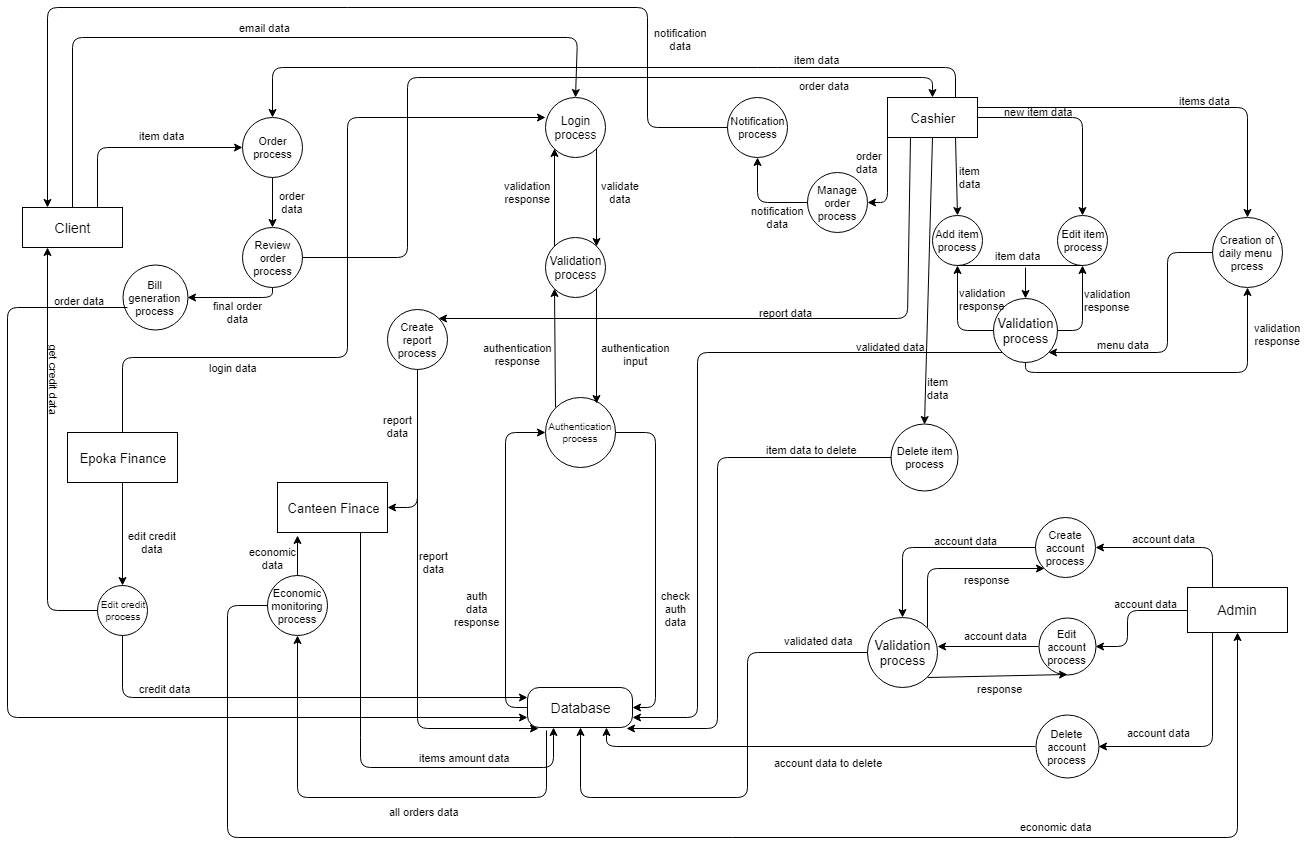 email data
notification
data
item data
order data
items data
new item data
Login
process
Notification
process
Cashier
item data
Order
process
order
data
item
data
validation
response
validate
data
Manage
order
process
order
data
notification
data
Client
Review
order
process
Add item
process
Edit item
process
Creation of
daily menu
prcess
item data
Validation
process
Bill
generation
process
order data
final order
data
validation
response
validation
response
Validation
process
report data
Create
report
process
validation
response
menu data
validated data
authentication
response
authentication
input
get credit data
login data
item
data
report
data
Authentication
process
Epoka Finance
item data to delete
Delete item
process
Canteen Finace
edit credit
data
economic
data
report
data
Create
account
process
account data
account data
response
Edit credit
process
Economic
monitoring
process
auth
data
response
check
auth
data
account data
Admin
Validation
process
account data
Edit
account
process
validated data
response
credit data
Database
Delete
account
process
account data
items amount data
account data to delete
all orders data
economic data